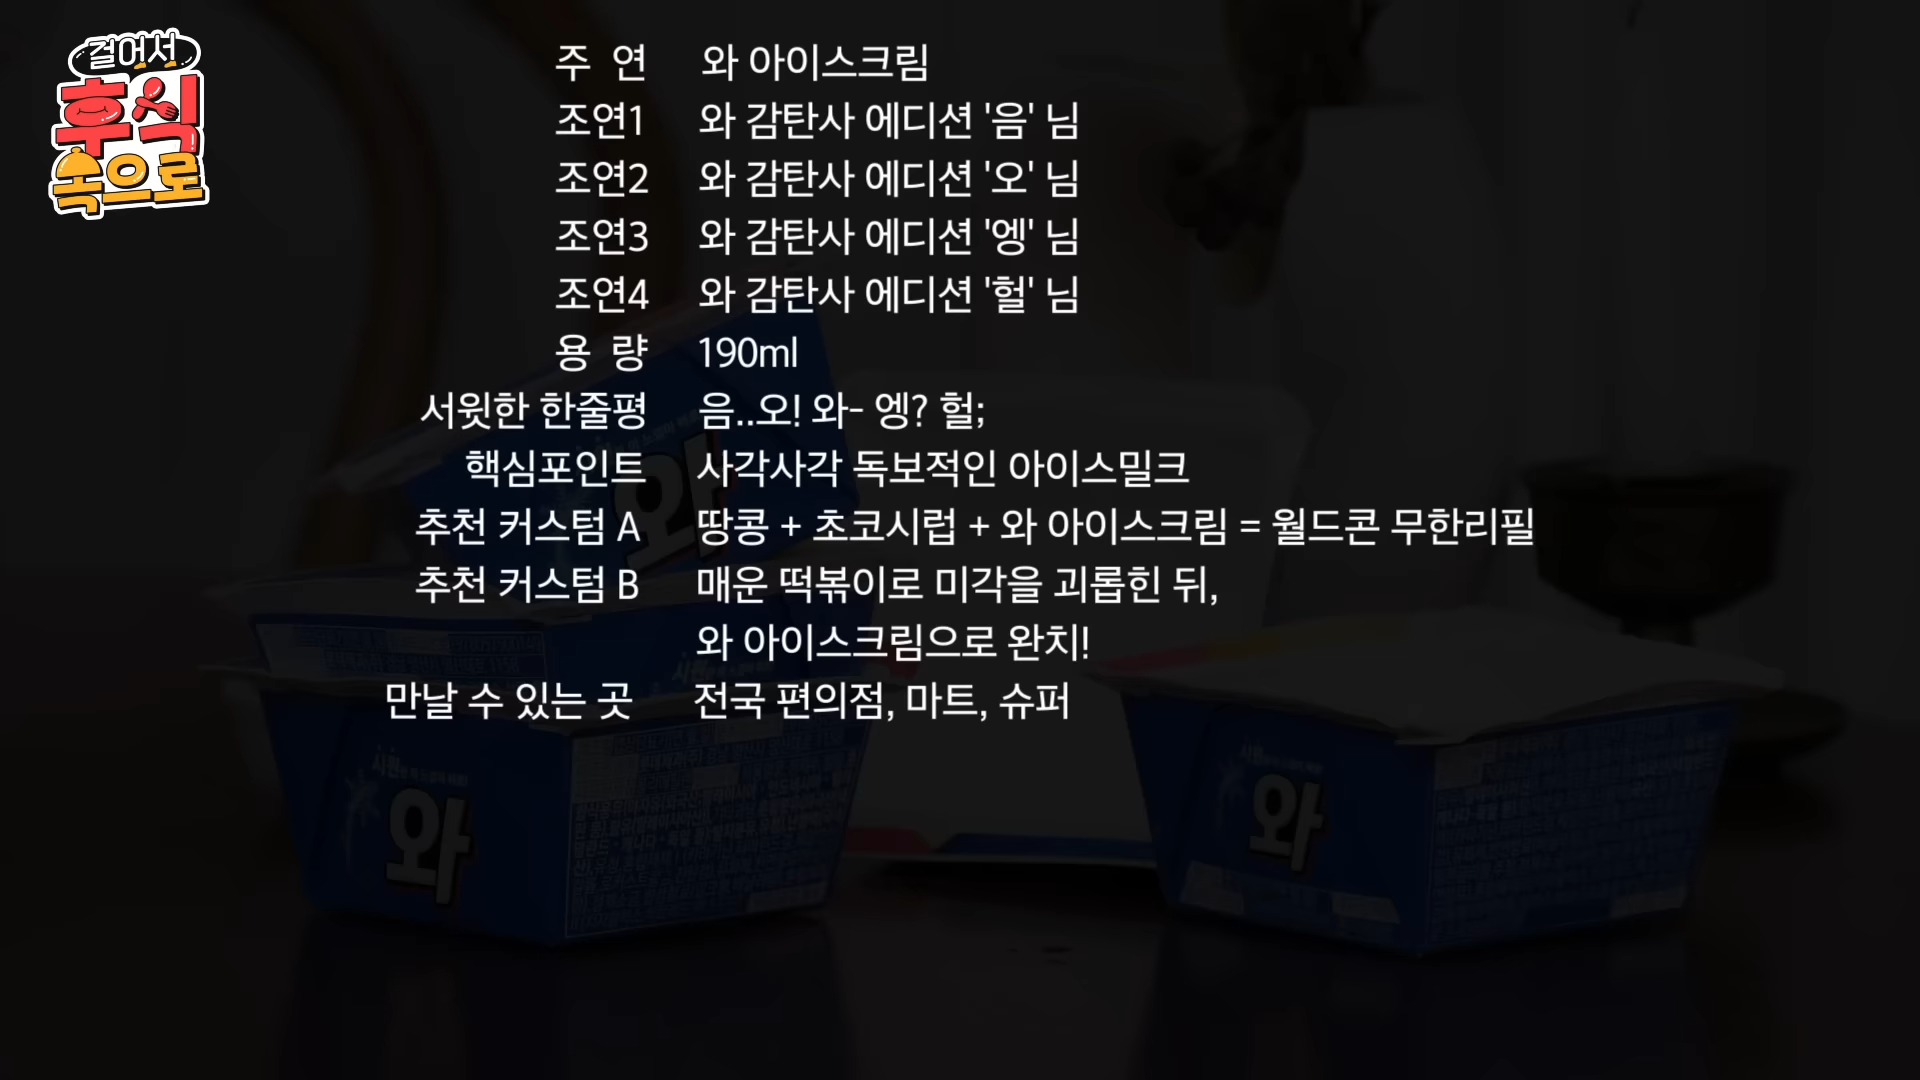 걸어서
후식
속으로
주 연 와 아이스크림
조연1 와 감탄사 에디션 '음' 님
조연2 와 감탄사 에디션 '오' 님
조연3 와 감탄사 에디션 '엥' 님
조연4 와 감탄사 에디션 '헐' 님
용 량 190ml
서윗한 한줄평 음..오! 와- 엥? 헐;
핵심포인트 사각사각 독보적인 아이스밀크
추천 커스텀 A 땅콩 + 초코시럽 + 와 아이스크림 = 월드콘 무한리필
추천 커스텀 B 매운 떡볶이로 미각을 괴롭힌 뒤,
와 아이스크림으로 완치!
만날 수 있는 곳 전국 편의점, 마트, 슈퍼
와
시원
와
시원
와